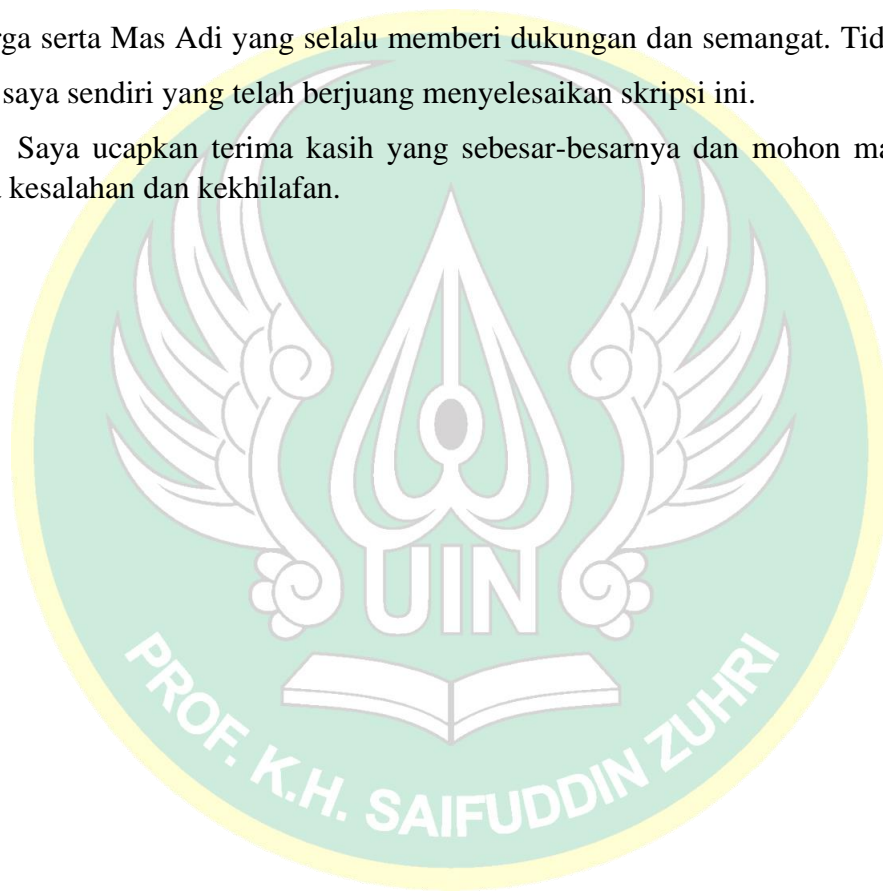 rga serta Mas Adi yang selalu memberi dukungan dan semangat. Tid
saya sendiri yang telah berjuang menyelesaikan skripsi ini.
Saya ucapkan terima kasih yang sebesar-besarnya dan mohon ma
kesalahan dan kekhilafan.
UIN
PROF. K.H. SAIFUDDIN ZUHRI